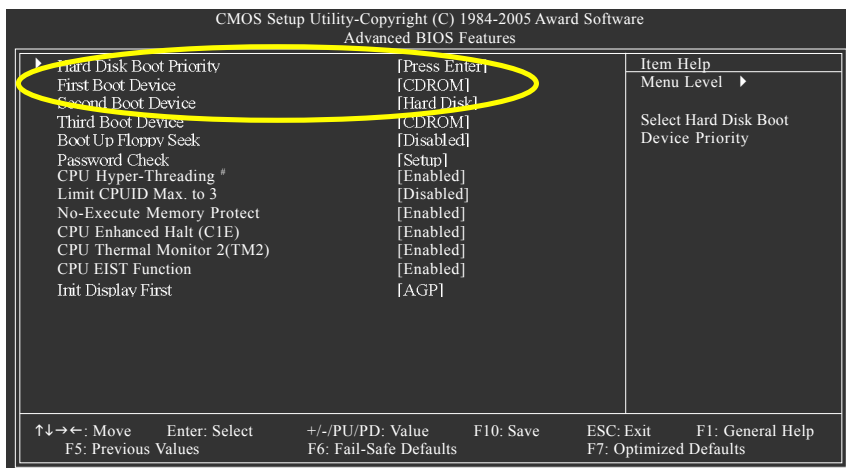 CMOS Setup Utility-Copyright (C) 1984-2005 Award Software
Advanced BIOS Features
Hard Disk Boot Priority [Press Enter] Item Help
First Boot Device [CDROM] Menu Level
Second Boot Device [Hard Disk]
Third Boot Device [CDROM] Select Hard Disk Boot
Boot Up Floppy Seek [Disabled] Device Priority
Password Check [Setup]
CPU Hyper-Threading # [Enabled]
Limit CPUID Max. to 3 [Disabled]
No-Execute Memory Protect [Enabled]
CPU Enhanced Halt (C1E) [Enabled]
CPU Thermal Monitor 2(TM2) [Enabled]
CPU EIST Function [Enabled]
Init Display First [AGP]
↑↓→←: Move Enter: Select +/-/PU/PD: Value F10: Save ESC: Exit F1: General Help
F5: Previous Values F6: Fail-Safe Defaults F7: Optimized Defaults